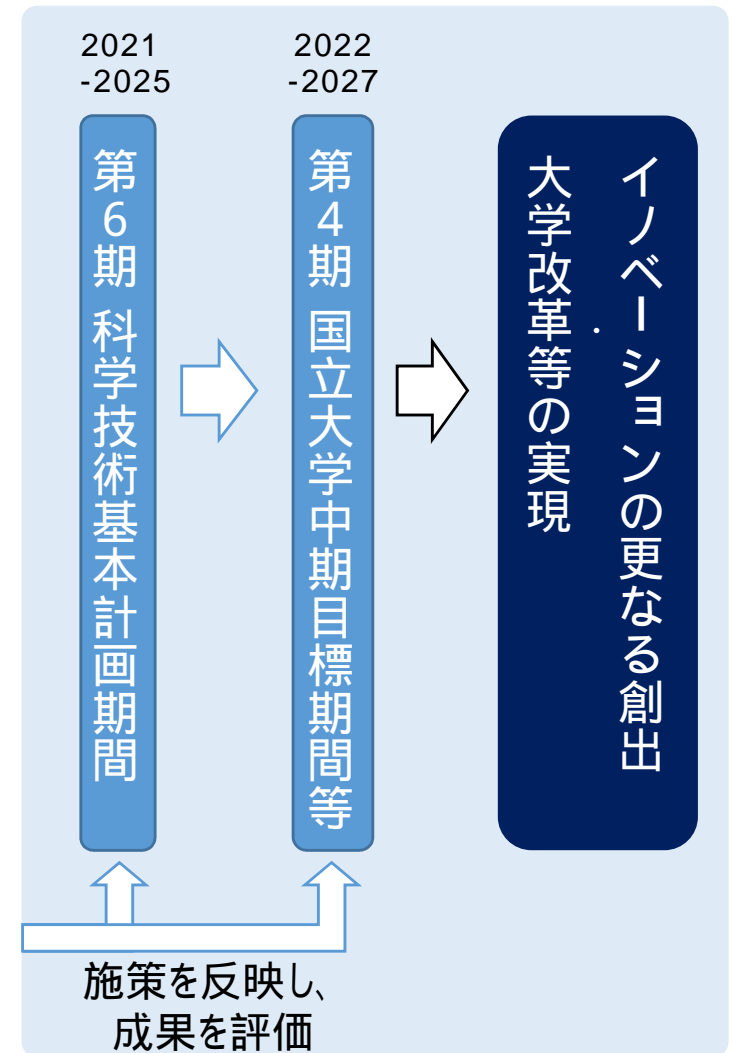 2021
-2025
2022
-2027
第6期 科学技術基本計画期間
第4期 国立大学中期目標期間等
イノベーションの更なる創出
・
大学改革等の実現
施策を反映し、
成果を評価